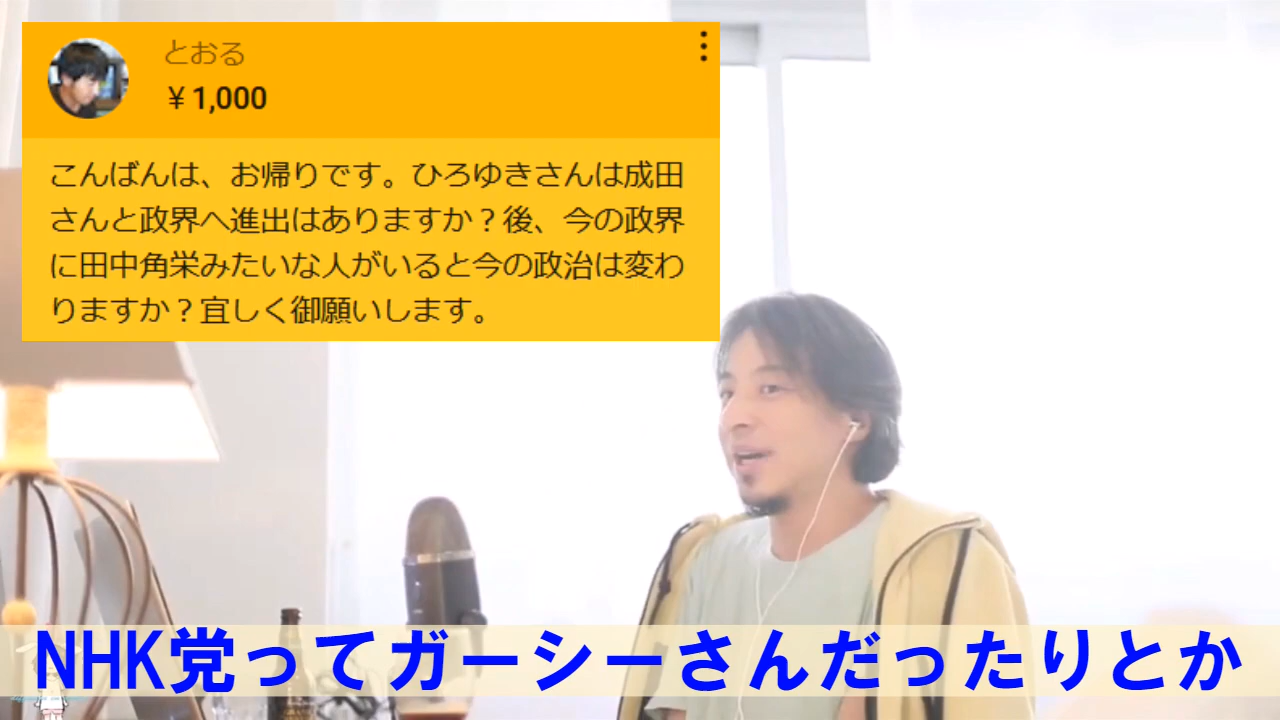 とおる
￥1,000
こんばんは、お帰りです。ひろゆきさんは成田
さんと政界へ進出はありますか？後、今の政界
に田中角栄みたいな人がいると今の政治は変わ
りますか？宜しく御願いします。
NHK党ってガーシーさんだったりとか